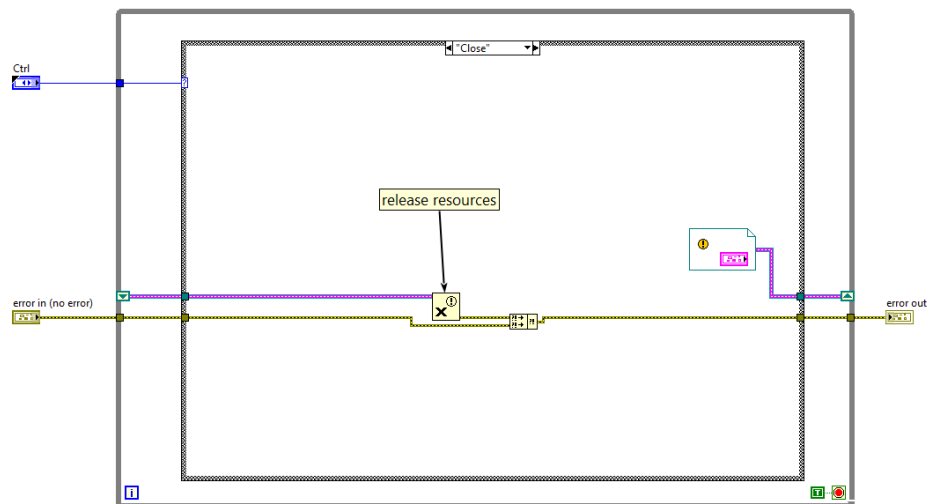 "Close"
Ctrl
?
release resources
error in (no error)
error out
i
T